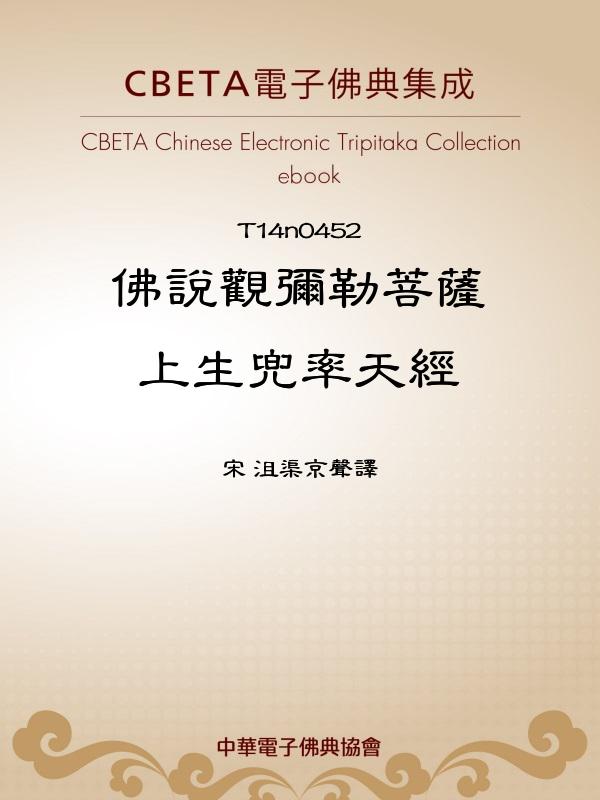 CBETA電子佛典集成
CBETA Chinese Electronic Tripitaka Collection
ebook
T14n0452
佛說觀彌勒菩薩
上生兜率天經
宋 沮渠京聲譯
中華電子佛典協會